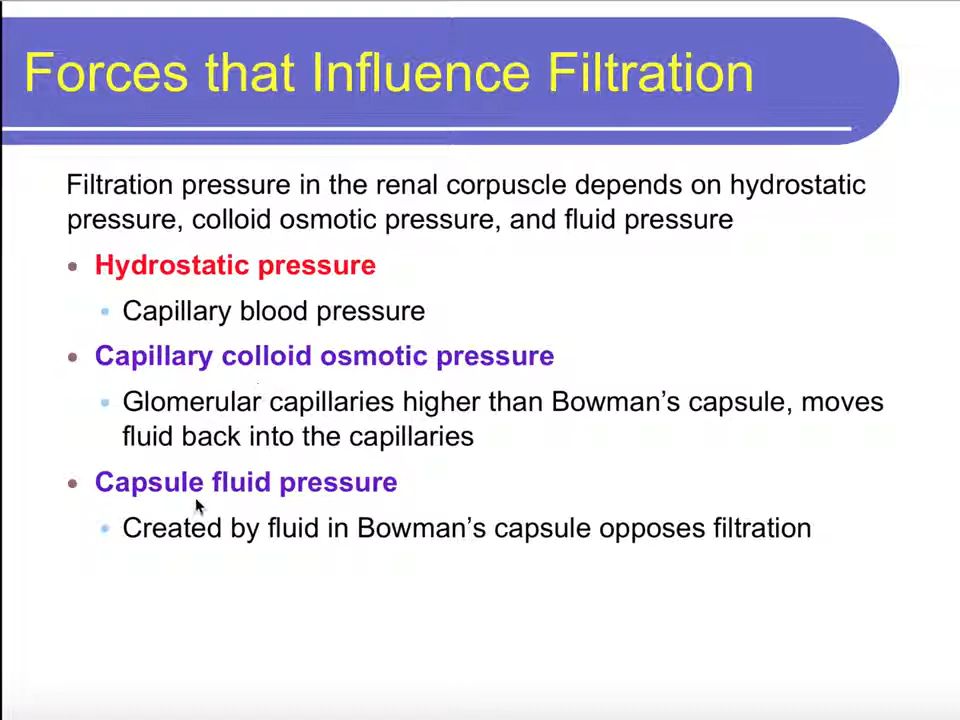 Forces that Influence Filtration
Filtration pressure in the renal corpuscle depends on hydrostatic
pressure, colloid osmotic pressure, and fluid pressure
Hydrostatic pressure
Capillary blood pressure
Capillary colloid osmotic pressure
Glomerular capillaries higher than Bowman’s capsule, moves
fluid back into the capillaries
Capsule fluid pressure
Created by fluid in Bowman’s capsule opposes filtration